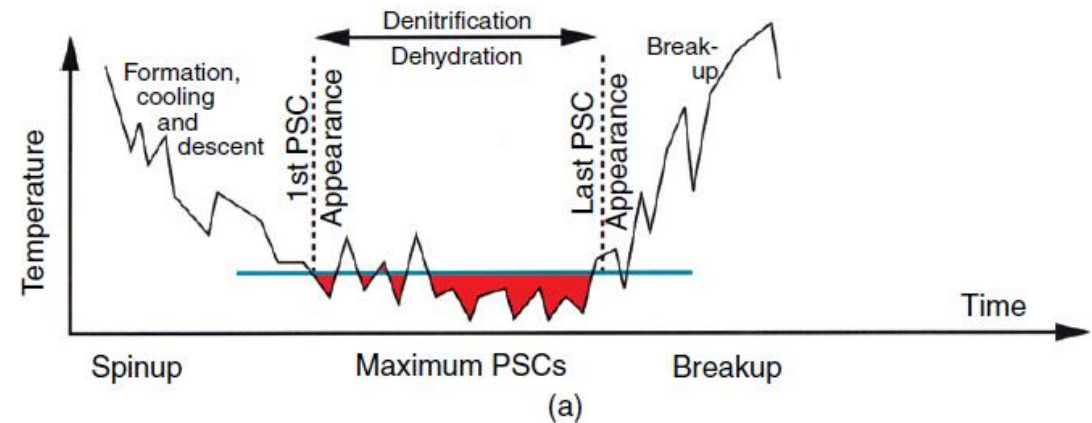 Denitrification
Dehydration
Formation,
cooling
and
descent
1st PSC
Appearance
Last PSC
Appearance
Break-
up
Temperature
Time
Spinup
Maximum PSCs
Breakup
(a)